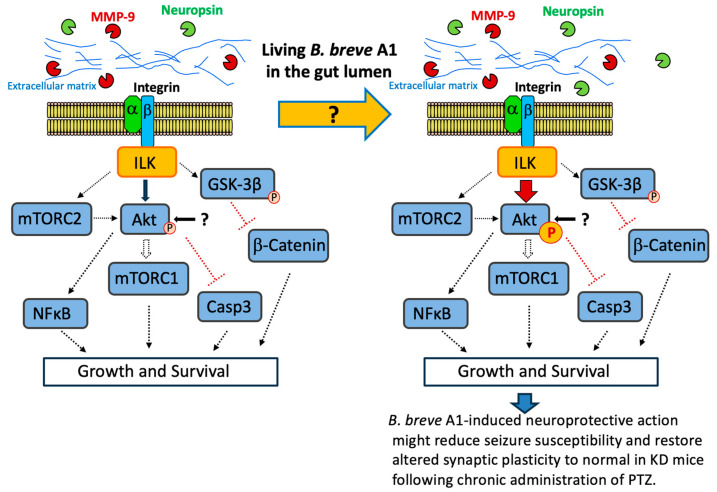 MMP-9
Neuropsin
Extracellular matrix
Integrin
α
β
ILK
GSK-3β
P
mTORC2
Akt
P
?
β-Catenin
mTORC1
NFκB
Casp3
Growth and Survival
Living B. breve A1
in the gut lumen
?
MMP-9
Neuropsin
Extracellular matrix
Integrin
α
β
ILK
GSK-3β
P
mTORC2
Akt
P
?
β-Catenin
mTORC1
NFκB
Casp3
Growth and Survival
B. breve A1-induced neuroprotective action
might reduce seizure susceptibility and restore
altered synaptic plasticity to normal in KD mice
following chronic administration of PTZ.